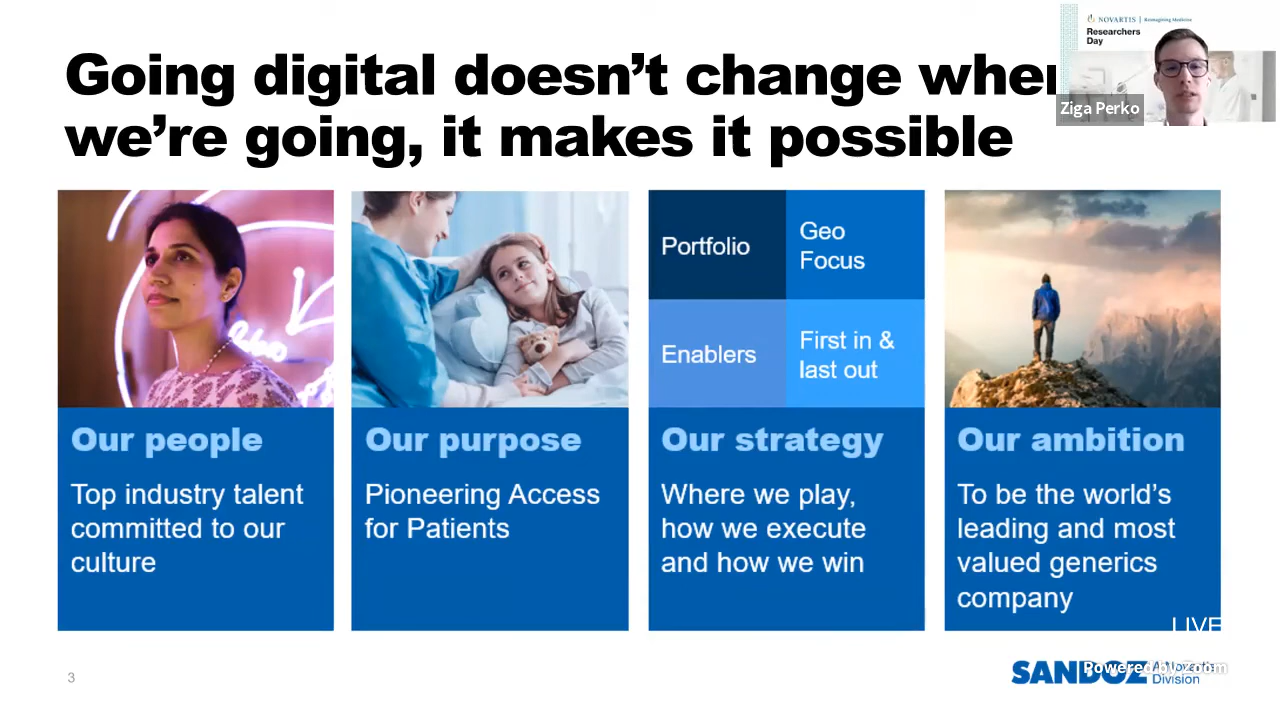 Going digital doesn't change wher
we're going, it makes it possible
NOVARTIS | Reimagining Medicine
Researchers
Day
Ziga Perko
Portfolio
Geo
Focus
Enablers
First in &
last out
Our people
Top industry talent
committed to our
culture
Our purpose
Pioneering Access
for Patients
Our strategy
Where we play,
how we execute
and how we win
Our ambition
To be the world's
leading and most
valued generics
company
LIVE
3
SANDOZ A Novartis
Division
Powered by Zoom